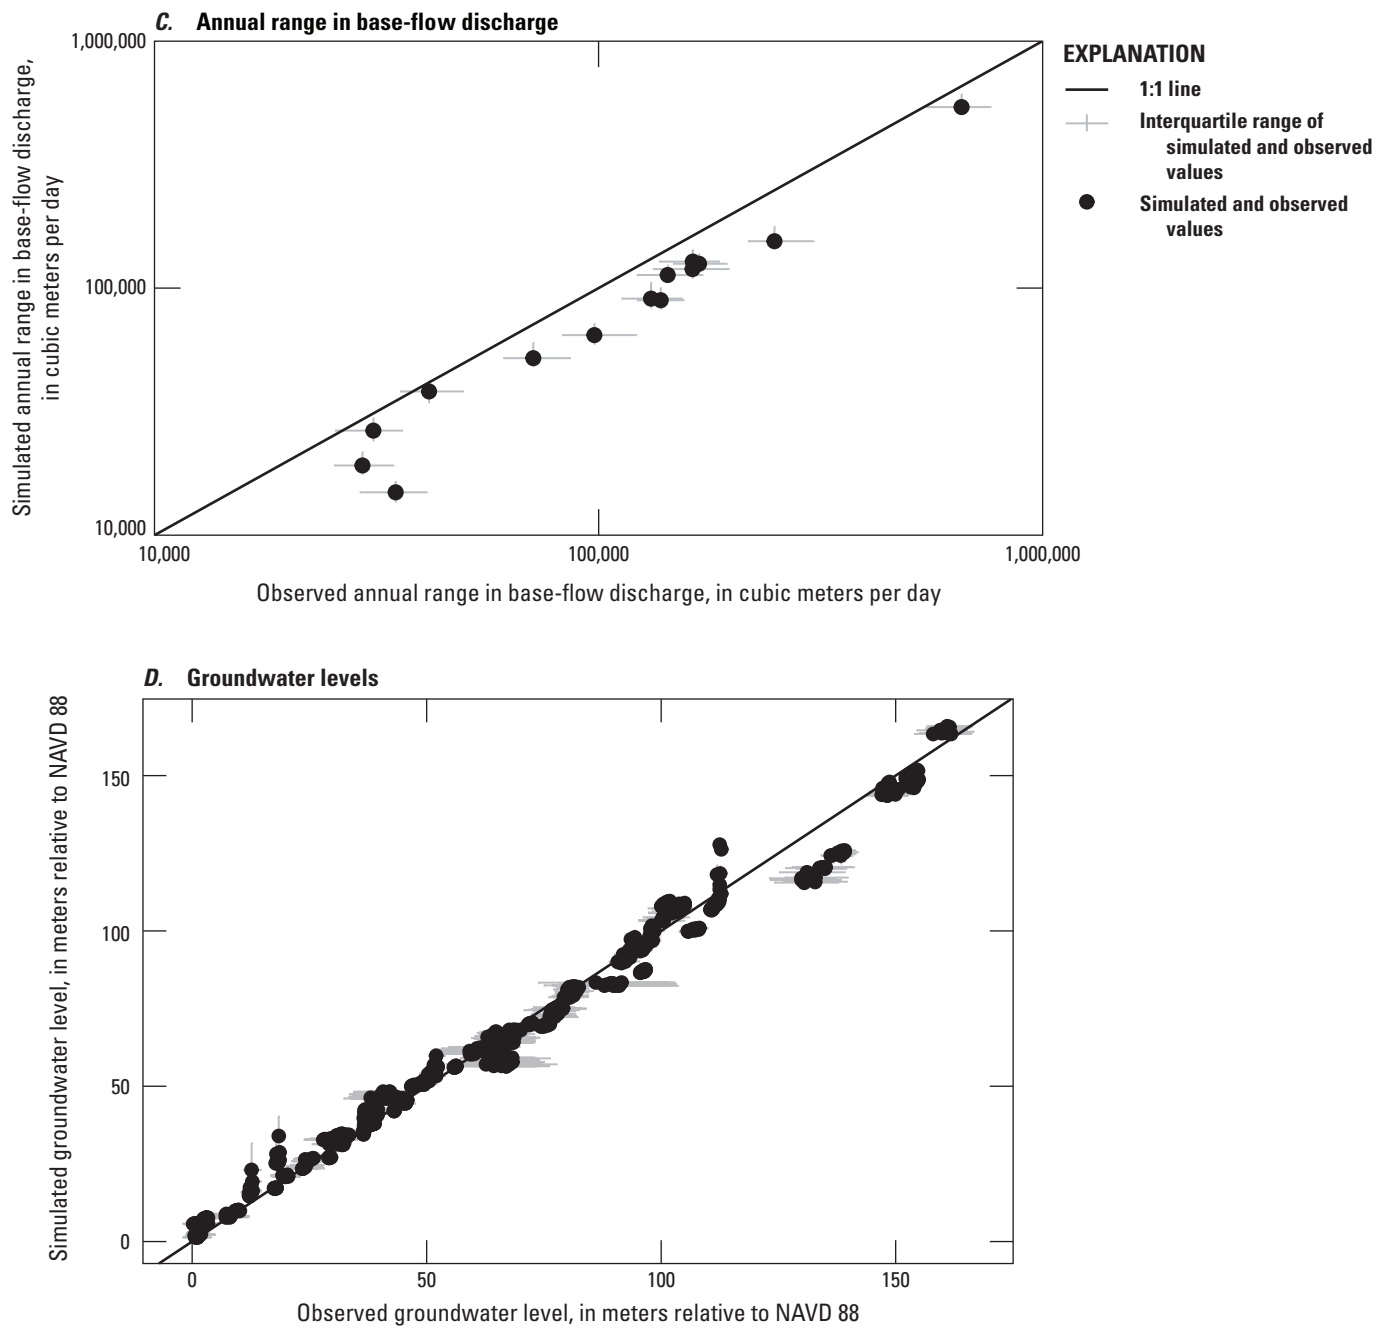 C. Annual range in base-flow discharge
1,000,000
100,000
10,000
Simulated annual range in base-flow discharge,
in cubic meters per day
10,000
100,000
1,000,000
Observed annual range in base-flow discharge, in cubic meters per day
EXPLANATION
1:1 line
Interquartile range of
simulated and observed
values
Simulated and observed
values
D. Groundwater levels
150
100
50
0
Simulated groundwater level, in meters relative to NAVD 88
0
50
100
150
Observed groundwater level, in meters relative to NAVD 88